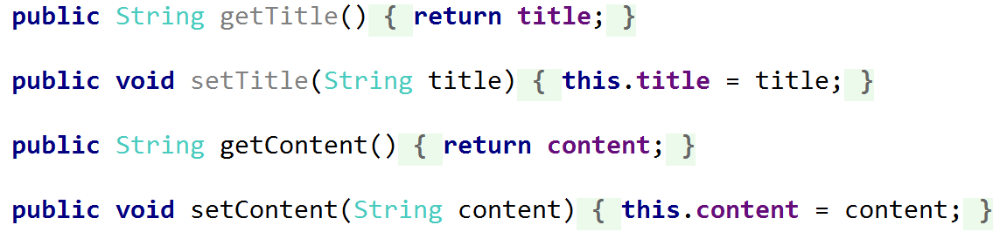 public String getTitle() { return title; }
public void setTitle(String title) { this.title = title; }
public String getContent() { return content; }
public void setContent(String content) { this.content = content; }